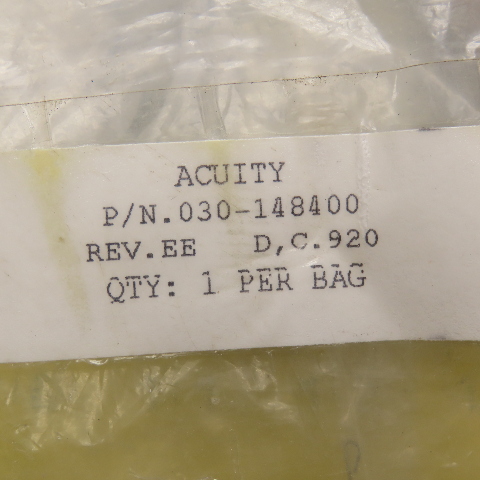 ACUITY
P/N.030-148400
REV.EE D,C.920
QTY: 1 PER BAG